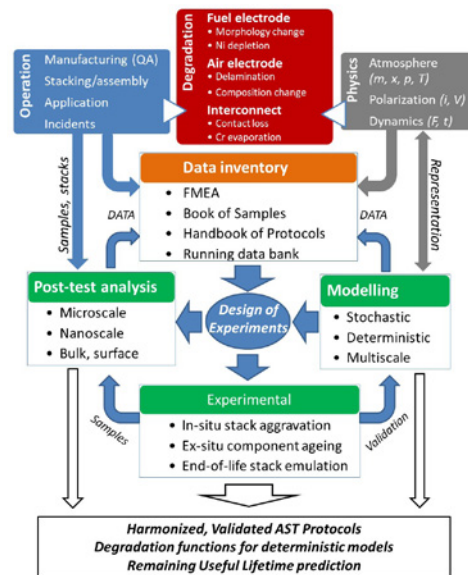 Operation
Manufacturing (QA)
Stacking/assembly
Application
Incidents
Degradation
Fuel electrode
• Morphology change
• Ni depletion
Air electrode
• Delamination
• Composition change
Interconnect
• Contact loss
• Cr evaporation
Physics
Atmosphere
(m, x, p, T)
Polarization (i, V)
Dynamics (F, t)
Samples, stacks
DATA
Data inventory
• FMEA
• Book of Samples
• Handbook of Protocols
• Running data bank
DATA
Representation
Post-test analysis
• Microscale
• Nanoscale
• Bulk, surface
Design of
Experiments
Modelling
• Stochastic
• Deterministic
• Multiscale
Samples
Experimental
• In-situ stack aggravation
• Ex-situ component ageing
• End-of-life stack emulation
Validation
Harmonized, Validated AST Protocols
Degradation functions for deterministic models
Remaining Useful Lifetime prediction